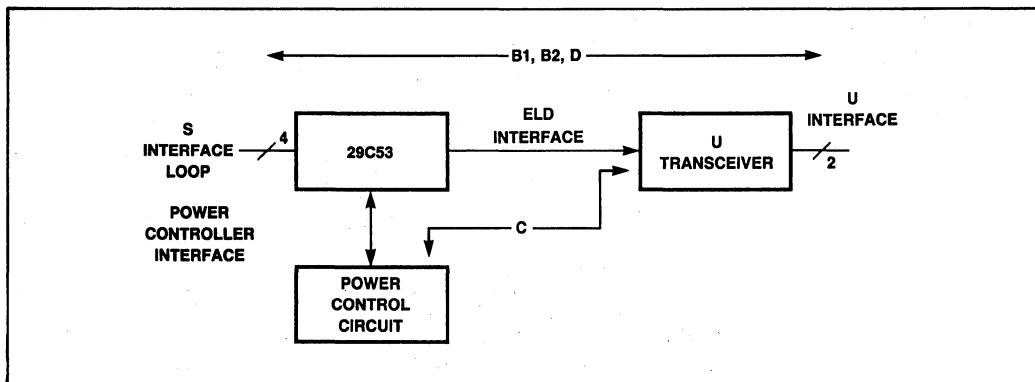 B1, B2, D
S
INTERFACE
LOOP
4
29C53
ELD
INTERFACE
U
TRANSCEIVER
U
INTERFACE
2
POWER
CONTROLLER
INTERFACE
C
POWER
CONTROL
CIRCUIT